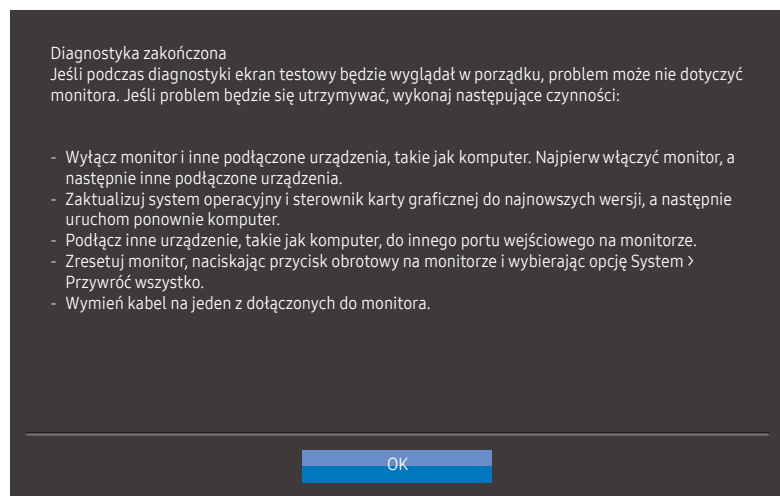 Diagnostyka zakończona
Jeśli podczas diagnostyki ekran testowy będzie wyglądał w porządku, problem może nie dotyczyć
monitora. Jeśli problem będzie się utrzymywać, wykonaj następujące czynności:
- Wyłącz monitor i inne podłączone urządzenia, takie jak komputer. Najpierw włączyć monitor, a
następnie inne podłączone urządzenia.
- Zaktualizuj system operacyjny i sterownik karty graficznej do najnowszych wersji, a następnie
uruchom ponownie komputer.
- Podłącz inne urządzenie, takie jak komputer, do innego portu wejściowego na monitorze.
- Zresetuj monitor, naciskając przycisk obrotowy na monitorze i wybierając opcję System >
Przywróć wszystko.
- Wymień kabel na jeden z dołączonych do monitora.
OK